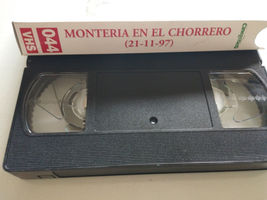 044
VHS
MONTERIA EN EL CHORRERO
(21-11-97)